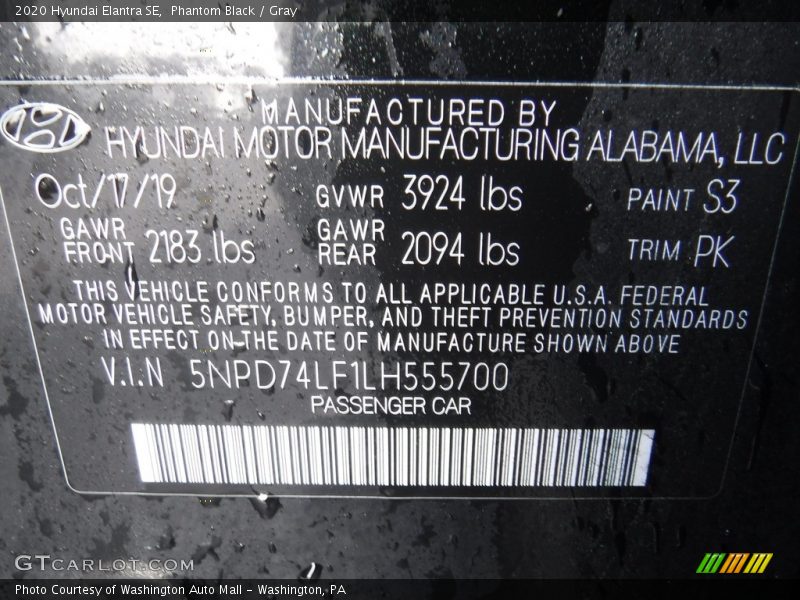 2020 Hyundai Elantra SE, Phantom Black / Gray
MANUFACTURED BY
HYUNDAI MOTOR MANUFACTURING ALABAMA, LLC
Oct/17/19 GVWR 3924 lbs PAINT S3
GAWR FRONT 2183 lbs GAWR REAR 2094 lbs TRIM PK
THIS VEHICLE CONFORMS TO ALL APPLICABLE U.S.A. FEDERAL
MOTOR VEHICLE SAFETY, BUMPER, AND THEFT PREVENTION STANDARDS
IN EFFECT ON THE DATE OF MANUFACTURE SHOWN ABOVE
V.I.N 5NPD74LF1LH555700
PASSENGER CAR
GTCARLOT.COM
Photo Courtesy of Washington Auto Mall - Washington, PA